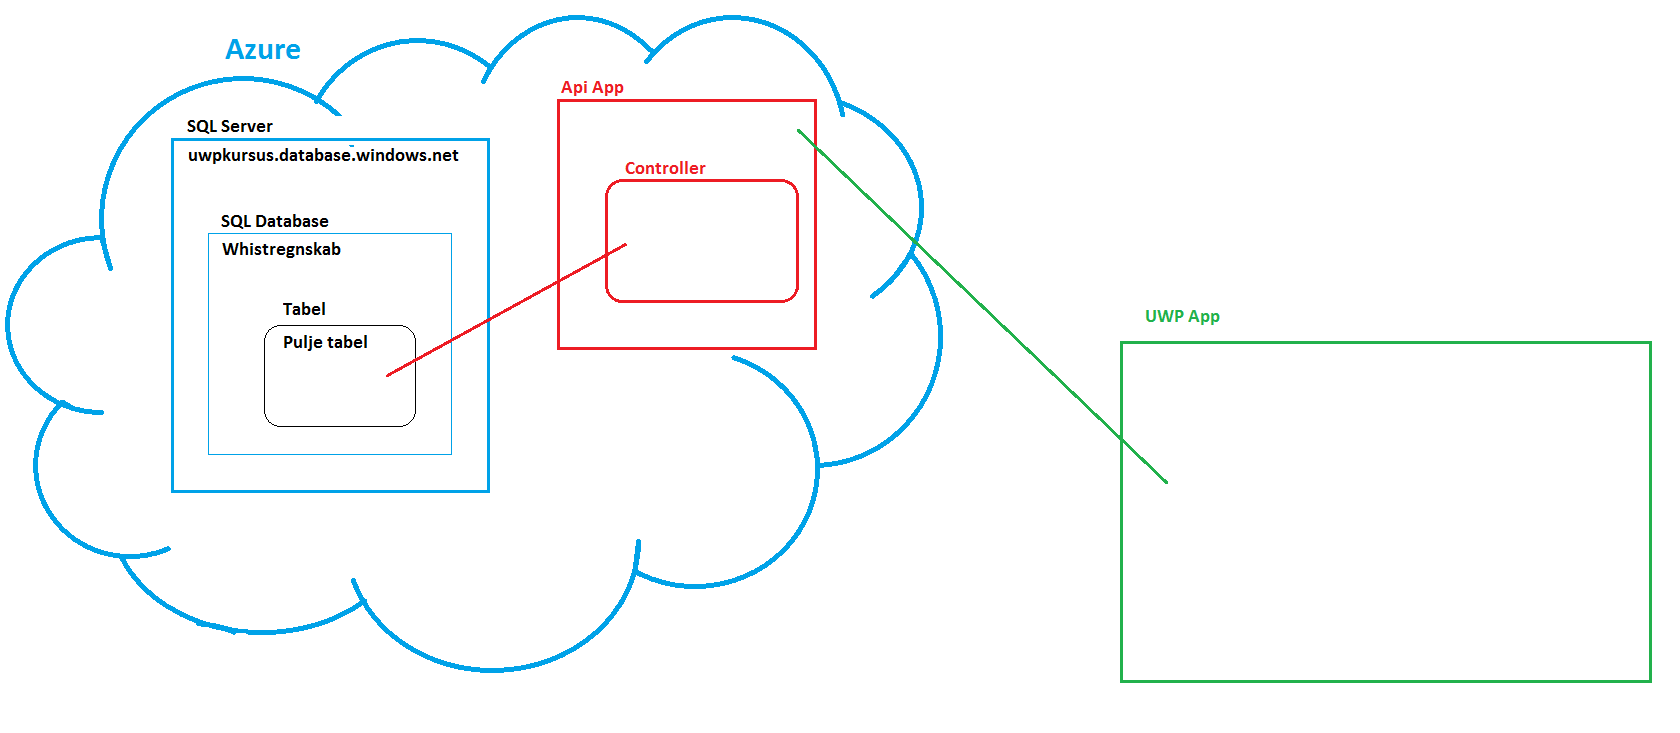 Azure
SQL Server
uwpkursus.database.windows.net
SQL Database
Whistregnskab
Tabel
Pulje tabel
Api App
Controller
UWP App